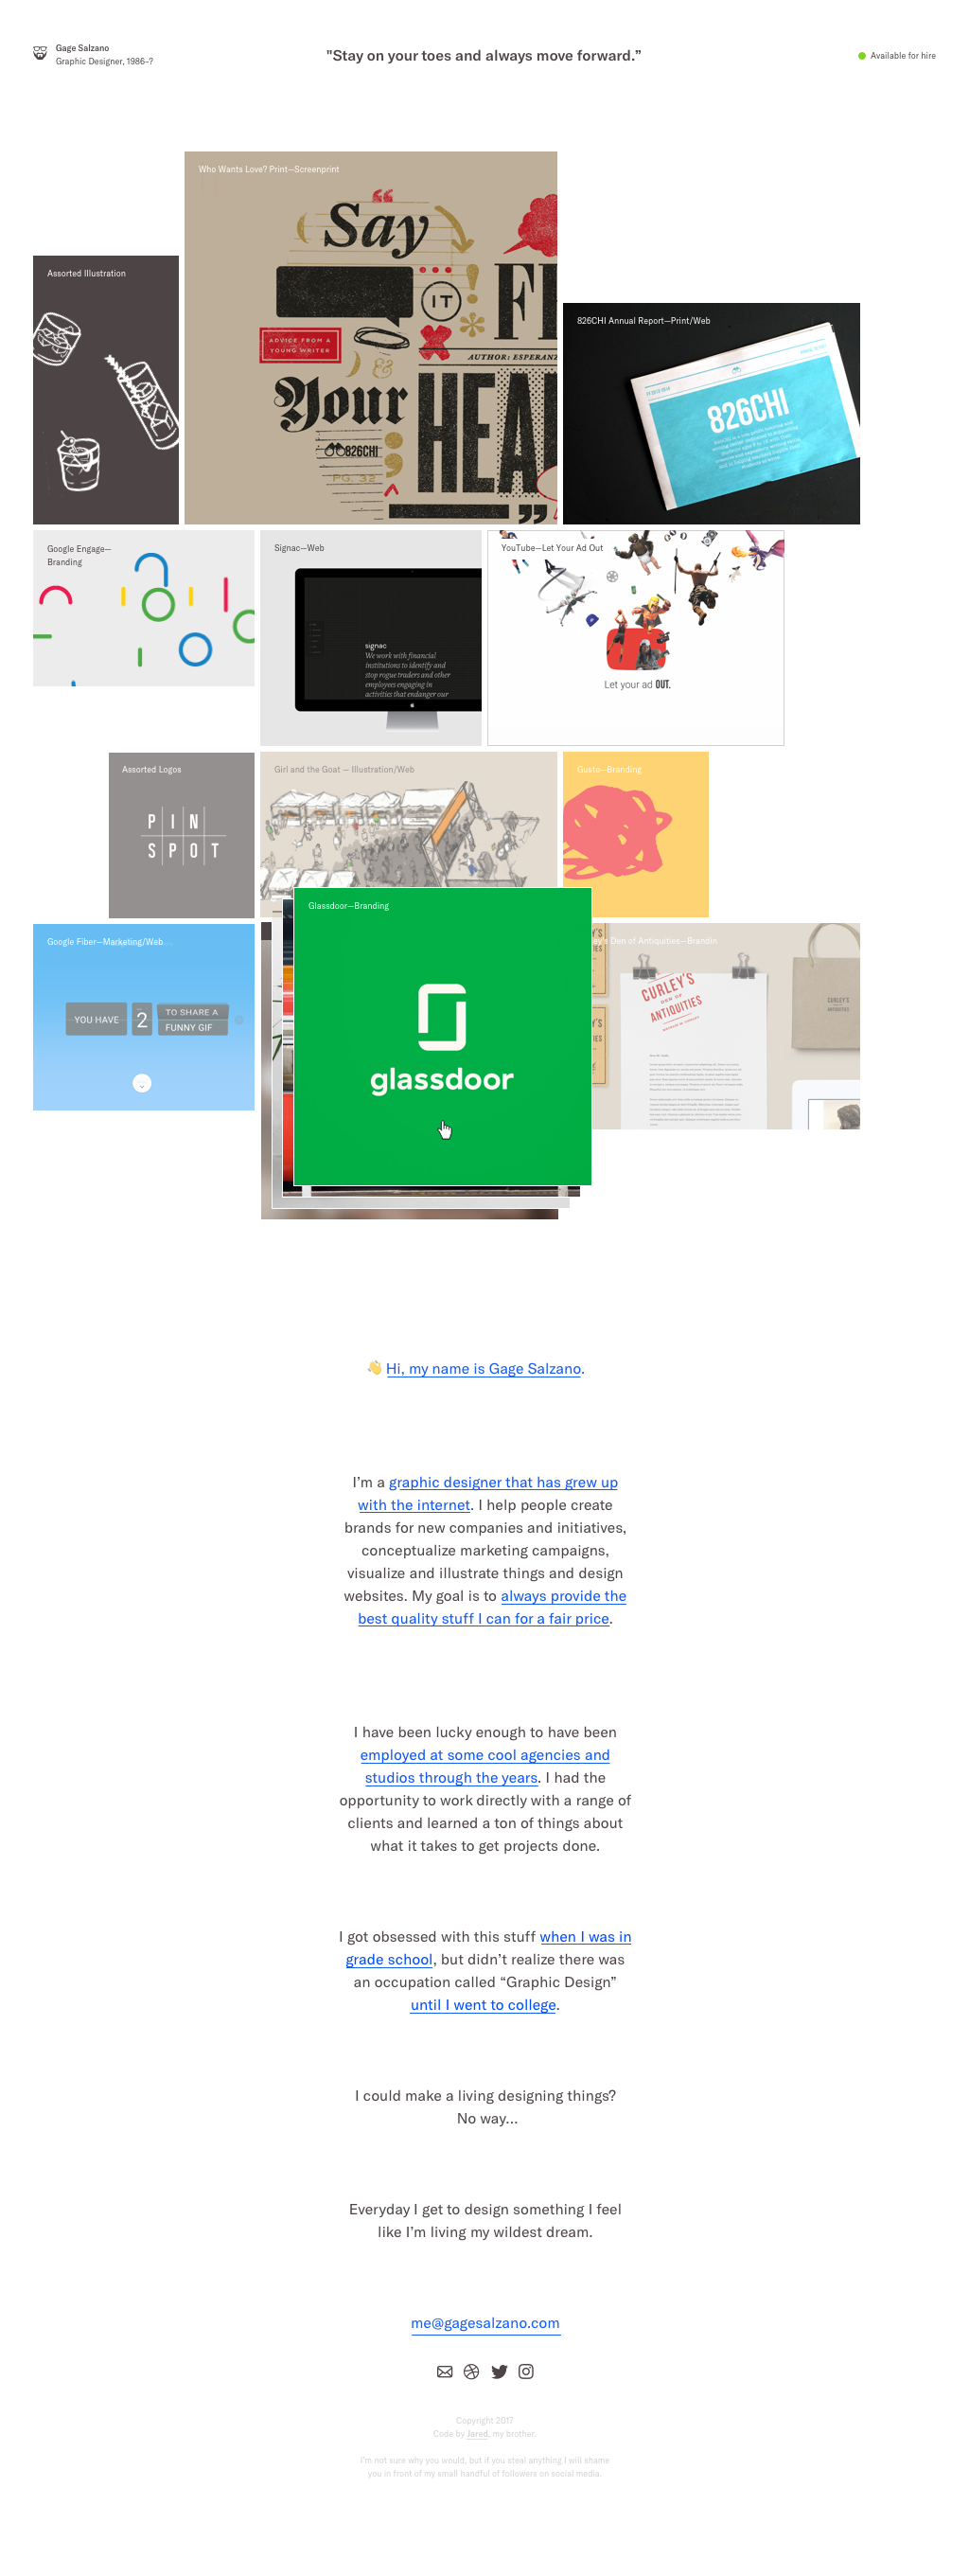 Gage Salzano
Graphic Designer, 1986–?
"Stay on your toes and always move forward.”
Available for hire
Who Wants Love? Print—Screenprint
“
Say
IT
ADVICE FROM A
YOUNG WRITER
&
AUTHOR: ESPERANZ
Your
HEA
826CHI
PG. 32
Assorted Illustration
826CHI Annual Report—Print/Web
826CHI
Google Engage—
Branding
Signac—Web
signac
We work with financial
institutions to identify and
stop rogue traders and other
employees engaging in
activities that endanger our
YouTube—Let Your Ad Out
Let your ad OUT.
Assorted Logos
PIN
SPOT
Girl and the Goat — Illustration/Web
Gusto—Branding
Google Fiber—Marketing/Web
YOU HAVE
2
TO SHARE A
FUNNY GIF
Glassdoor—Branding
glassdoor
ley's Den of Antiquities—Brandin
CURLEY'S
DEN OF
ANTIQUITIES
CURLEY'S
ANTIQUITIES
👋 Hi, my name is Gage Salzano.
I’m a graphic designer that has grew up
with the internet. I help people create
brands for new companies and initiatives,
conceptualize marketing campaigns,
visualize and illustrate things and design
websites. My goal is to always provide the
best quality stuff I can for a fair price.
I have been lucky enough to have been
employed at some cool agencies and
studios through the years. I had the
opportunity to work directly with a range of
clients and learned a ton of things about
what it takes to get projects done.
I got obsessed with this stuff when I was in
grade school, but didn’t realize there was
an occupation called “Graphic Design”
until I went to college.
I could make a living designing things?
No way...
Everyday I get to design something I feel
like I’m living my wildest dream.
me@gagesalzano.com
Copyright 2017
Code by Jared, my brother.
I’m not sure why you would, but if you steal anything I will shame
you in front of my small handful of followers on social media.